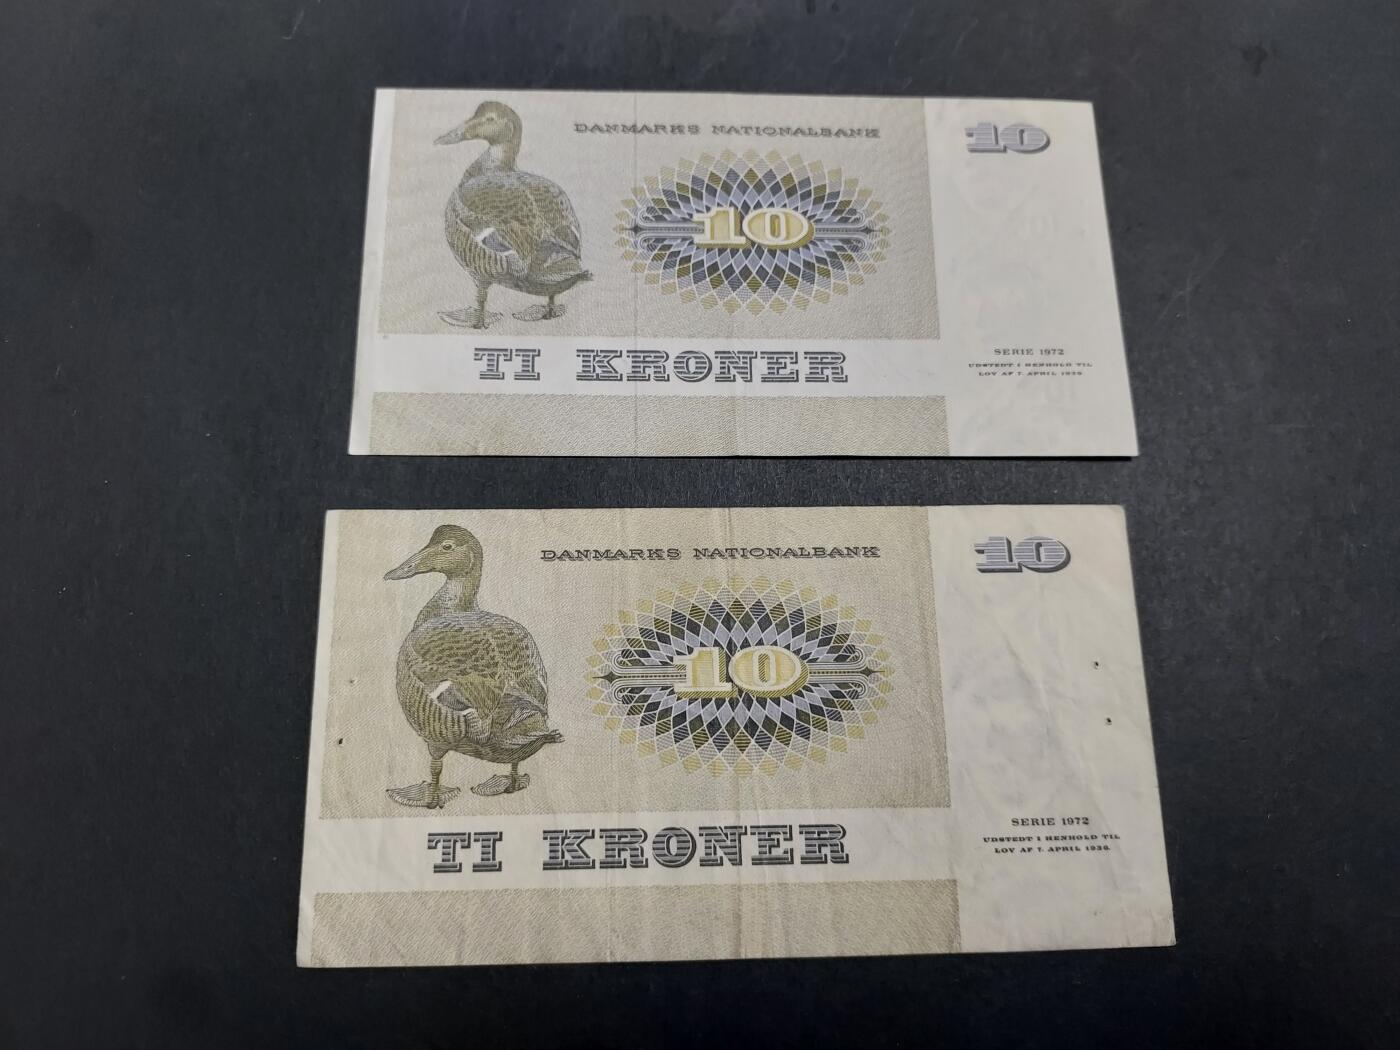 DANMARKS NATIONALBANK
10
10
TI KRONER
SERIE 1972
UDSTEDT I HENHOLD TIL
LOV AF 7. APRIL 1936
DANMARKS NATIONALBANK
10
10
TI KRONER
SERIE 1972
UDSTEDT I HENHOLD TIL
LOV AF 7. APRIL 1936.